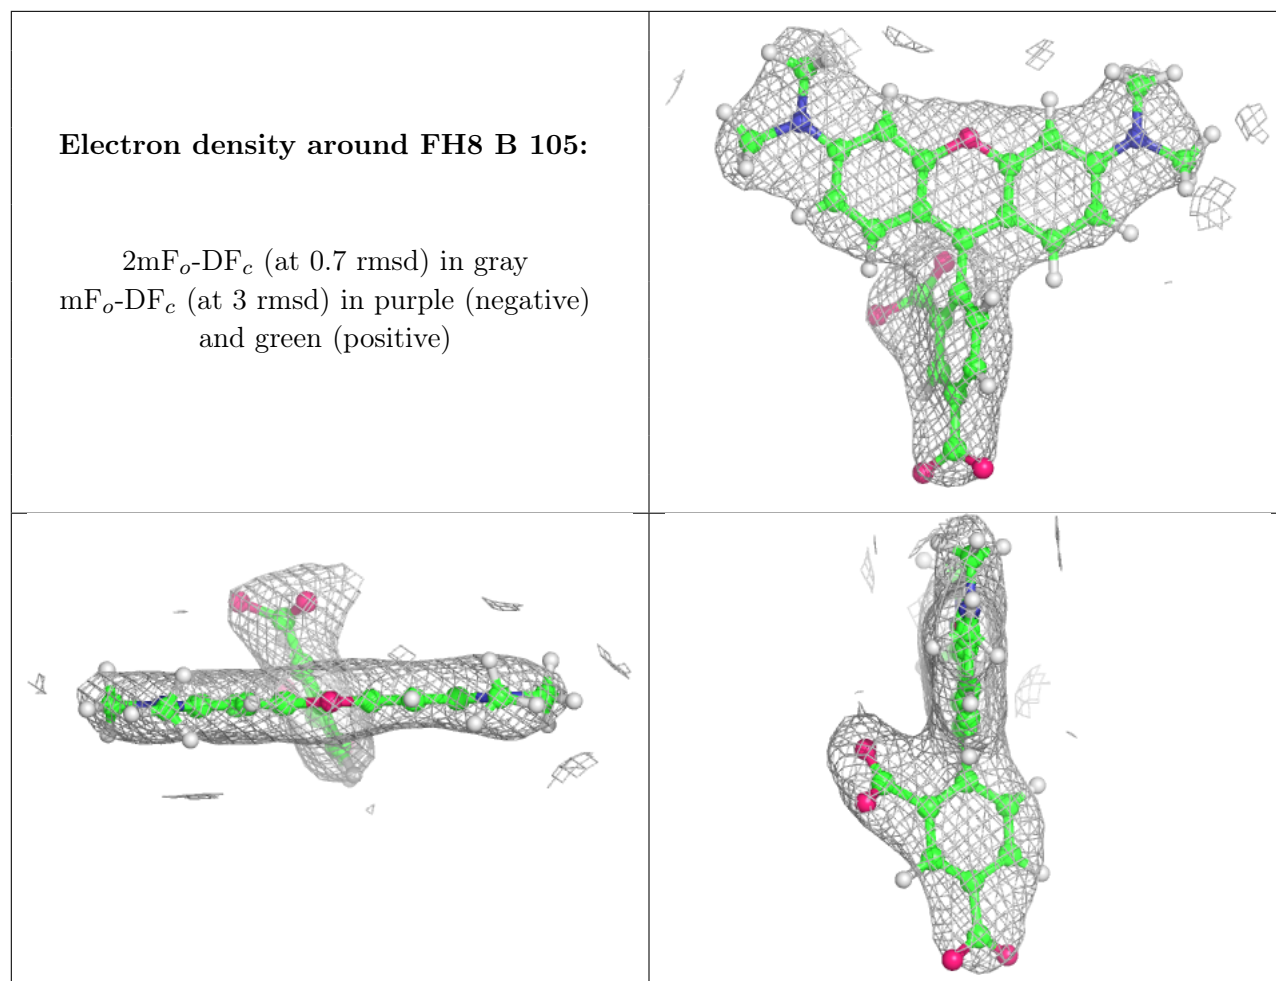 Electron density around FH8 B 105:
2mFo-DFc (at 0.7 rmsd) in gray
mFo-DFc (at 3 rmsd) in purple (negative)
and green (positive)